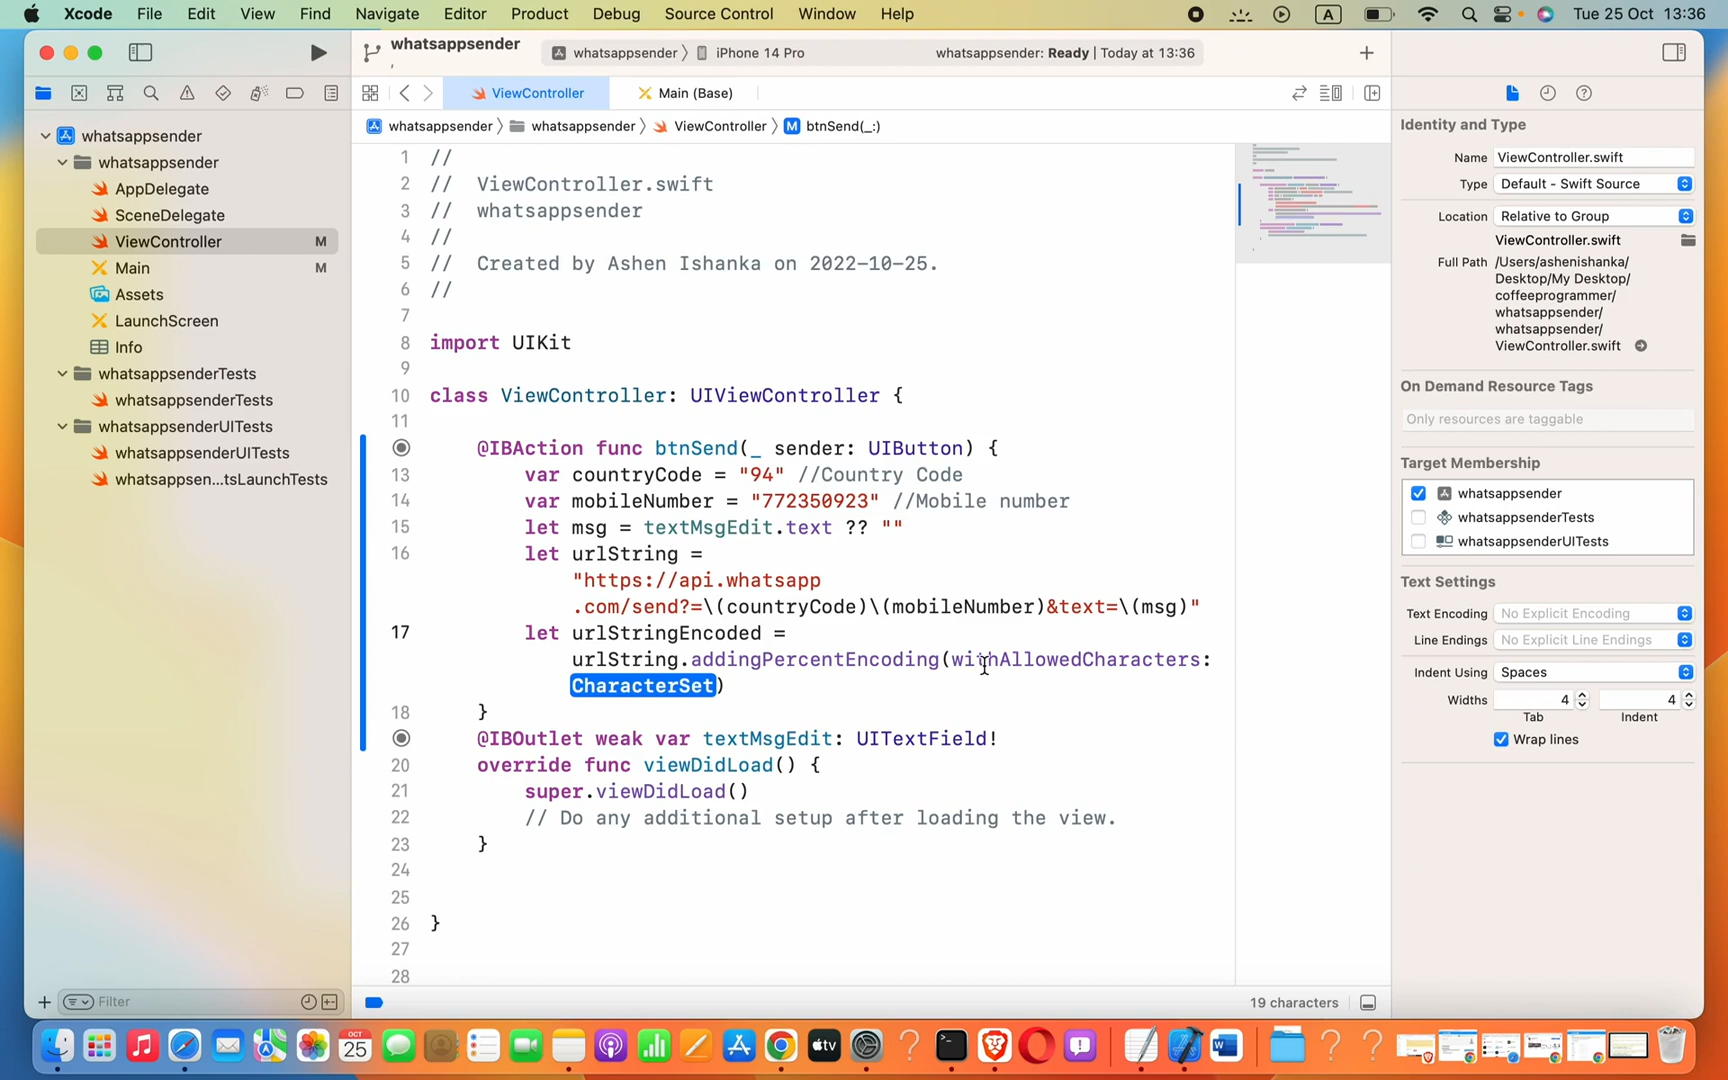 Xcode File Edit View Find Navigate Editor Product Debug Source Control Window Help A Tue 25 Oct 13:36
whatsappsender
whatsappsender iPhone 14 Pro whatsappsender: Ready | Today at 13:36
ViewController Main (Base)
whatsappsender whatsappsender ViewController M btnSend(_:)
whatsappsender
whatsappsender
AppDelegate
SceneDelegate
ViewController M
Main M
Assets
LaunchScreen
Info
whatsappsenderTests
whatsappsenderTests
whatsappsenderUITests
whatsappsenderUITests
whatsappsen...tsLaunchTests
Filter
1 //
2 //  ViewController.swift
3 //  whatsappsender
4 //
5 //  Created by Ashen Ishanka on 2022-10-25.
6 //
7
8 import UIKit
9
10 class ViewController: UIViewController {
11
@IBAction func btnSend(_ sender: UIButton) {
13 var countryCode = "94" //Country Code
14 var mobileNumber = "772350923" //Mobile number
15 let msg = textMsgEdit.text ?? ""
16 let urlString =
"https://api.whatsapp
.com/send?=\(countryCode)\(mobileNumber)&text=\(msg)"
17 let urlStringEncoded =
urlString.addingPercentEncoding(withAllowedCharacters:
CharacterSet)
18 }
@IBOutlet weak var textMsgEdit: UITextField!
20 override func viewDidLoad() {
21 super.viewDidLoad()
22 // Do any additional setup after loading the view.
23 }
24
25
26 }
27
28
19 characters
Identity and Type
Name ViewController.swift
Type Default - Swift Source
Location Relative to Group
ViewController.swift
Full Path /Users/ashenishanka/
Desktop/My Desktop/
coffeeprogrammer/
whatsappsender/
whatsappsender/
ViewController.swift
On Demand Resource Tags
Only resources are taggable
Target Membership
whatsappsender
whatsappsenderTests
whatsappsenderUITests
Text Settings
Text Encoding No Explicit Encoding
Line Endings No Explicit Line Endings
Indent Using Spaces
Widths 4 4
Tab Indent
Wrap lines
OCT
25
tv